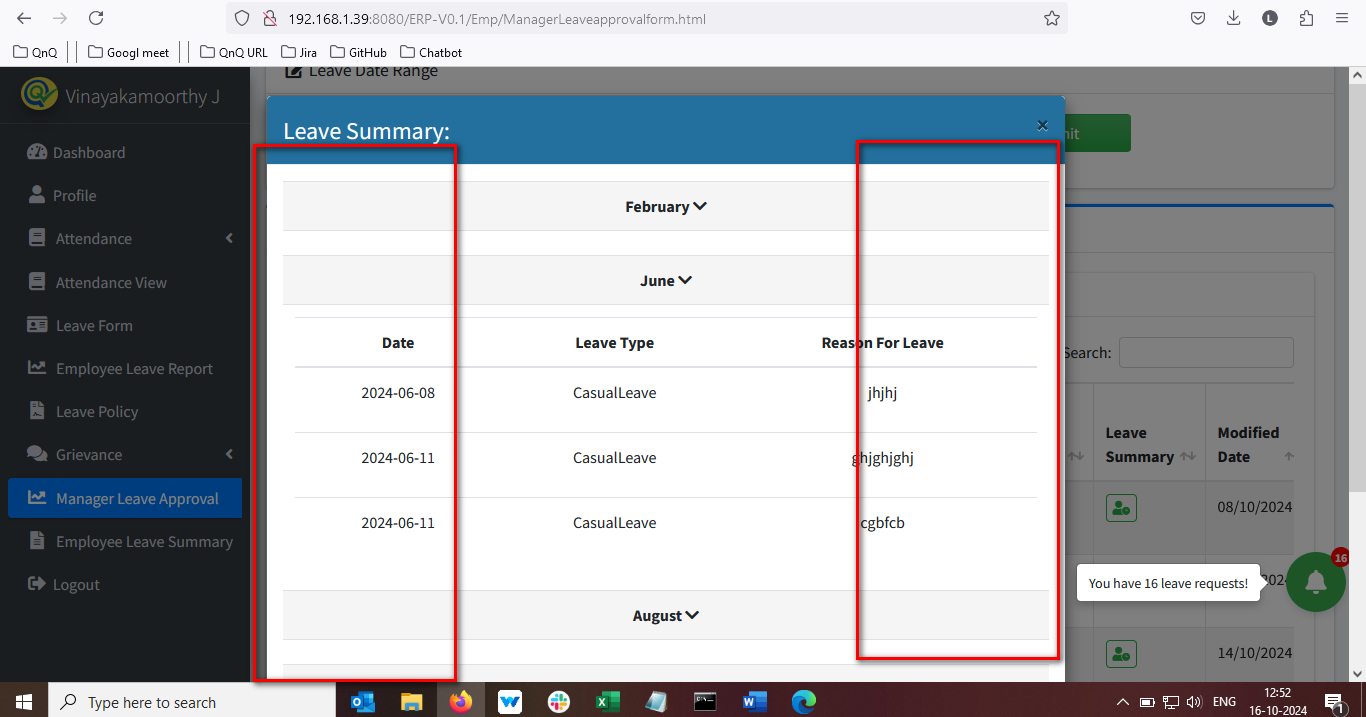 192.168.1.39:8080/ERP-V0.1/Emp/ManagerLeaveapprovalform.html
L
QnQ
Googl meet
QnQ URL
Jira
GitHub
Chatbot
Vinayakamoorthy J
Dashboard
Profile
Attendance
Attendance View
Leave Form
Employee Leave Report
Leave Policy
Grievance
Manager Leave Approval
Employee Leave Summary
Logout
Leave Date Range
Leave Summary:
×
February
June
Date Leave Type Reason For Leave
2024-06-08 CasualLeave jhjhj
2024-06-11 CasualLeave ghjghjghj
2024-06-11 CasualLeave cgbfcb
August
Search:
Leave Summary
Modified Date
08/10/2024
16
You have 16 leave requests!
14/10/2024
Type here to search
ENG
12:52
16-10-2024
1